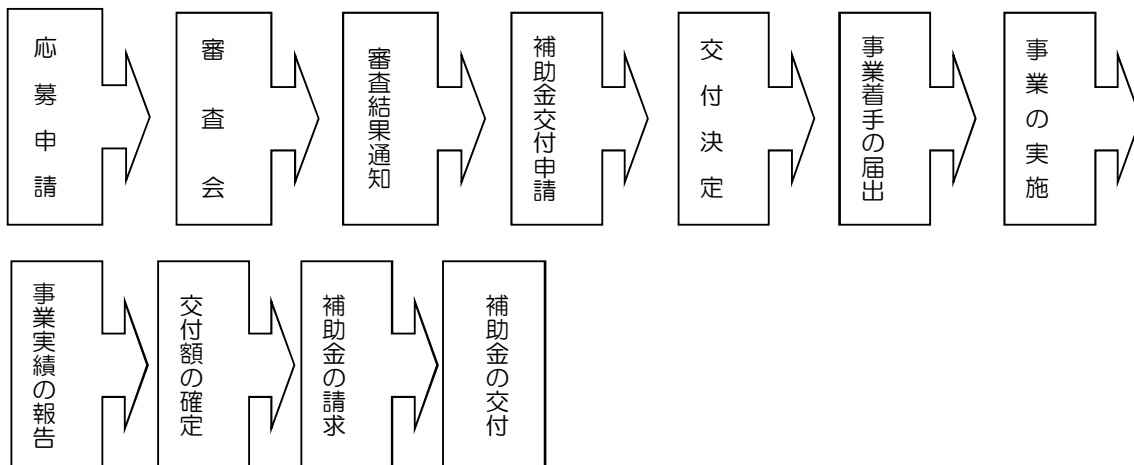 応募申請
審査会
審査結果通知
補助金交付申請
交付決定
事業着手の届出
事業の実施
事業実績の報告
交付額の確定
補助金の請求
補助金の交付